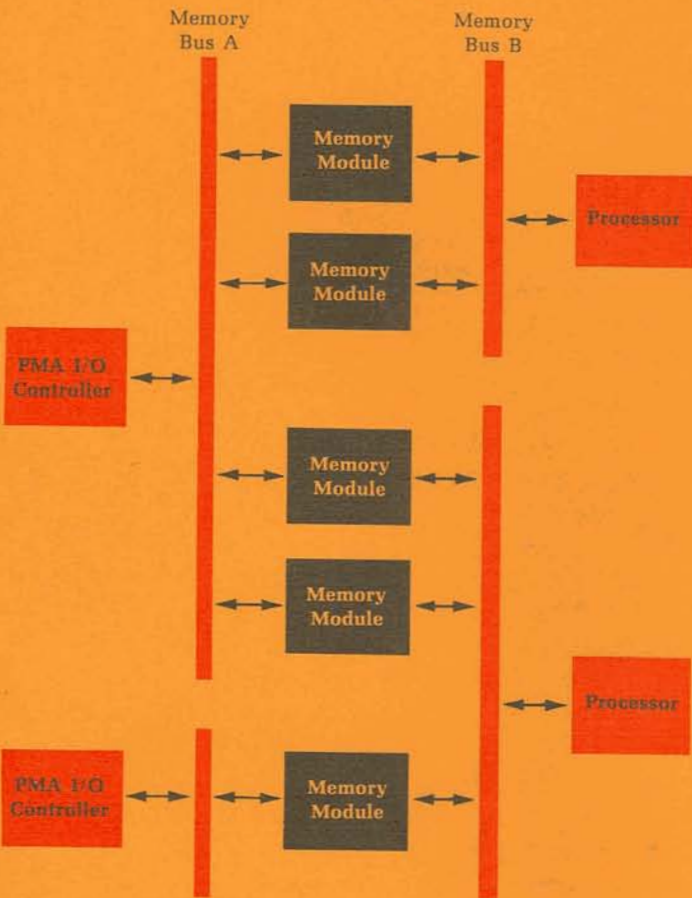 Memory
Bus A
Memory
Bus B
Memory
Module
Processor
Memory
Module
PMA I/O
Controller
Memory
Module
Memory
Module
Processor
PMA I/O
Controller
Memory
Module